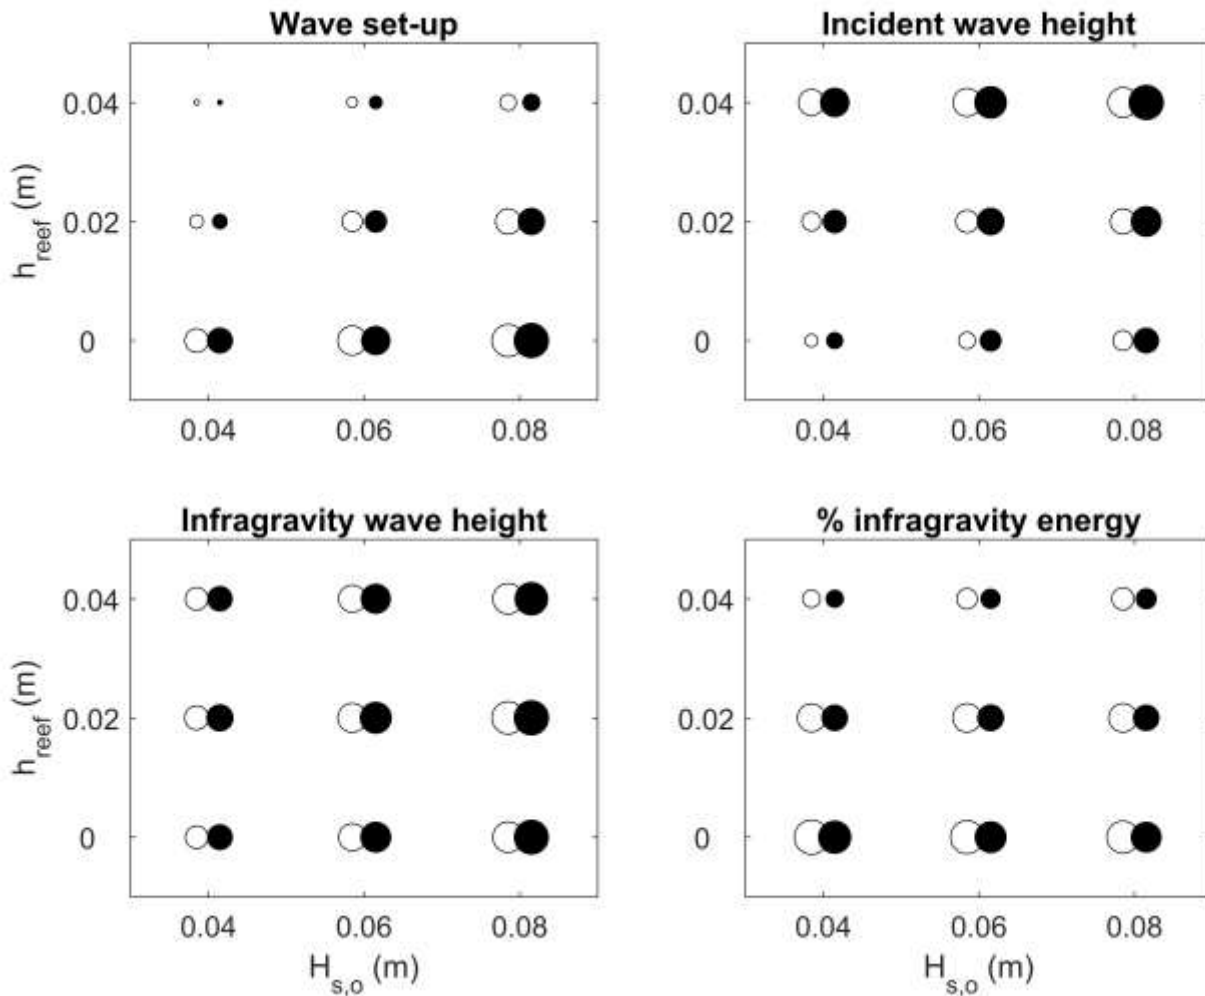 Wave set-up
0.04
0.02
0
h_reef (m)
0.04 0.06 0.08
Incident wave height
0.04
0.02
0
0.04 0.06 0.08
Infragravity wave height
0.04
0.02
0
h_reef (m)
0.04 0.06 0.08
H_s,o (m)
% infragravity energy
0.04
0.02
0
0.04 0.06 0.08
H_s,o (m)